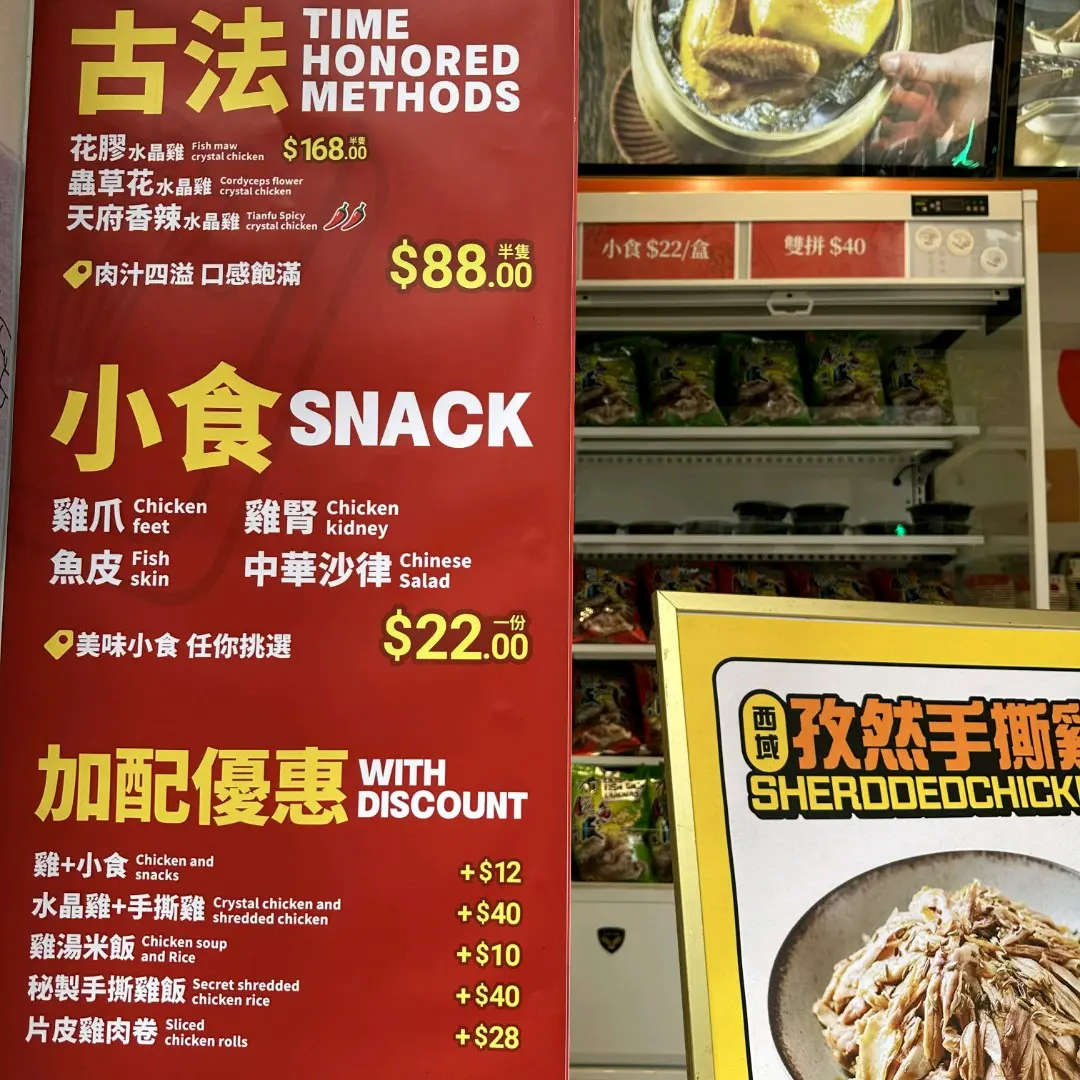 古法 TIME HONORED METHODS
花膠水晶雞 Fish maw crystal chicken $168.00 半隻
蟲草花水晶雞 Cordyceps flower crystal chicken
天府香辣水晶雞 Tianfu Spicy crystal chicken
肉汁四溢 口感飽滿 $88.00 半隻
小食 SNACK
雞爪 Chicken feet 雞腎 Chicken kidney
魚皮 Fish skin 中華沙律 Chinese Salad
美味小食 任你挑選 $22.00 一份
加配優惠 WITH DISCOUNT
雞+小食 Chicken and snacks +$12
水晶雞+手撕雞 Crystal chicken and shredded chicken +$40
雞湯米飯 Chicken soup and Rice +$10
秘製手撕雞飯 Secret shredded chicken rice +$40
片皮雞肉卷 Sliced chicken rolls +$28
小食 $22/盒
雙拼 $40
西域 孜然手撕雞
SHERDDEDCHICK